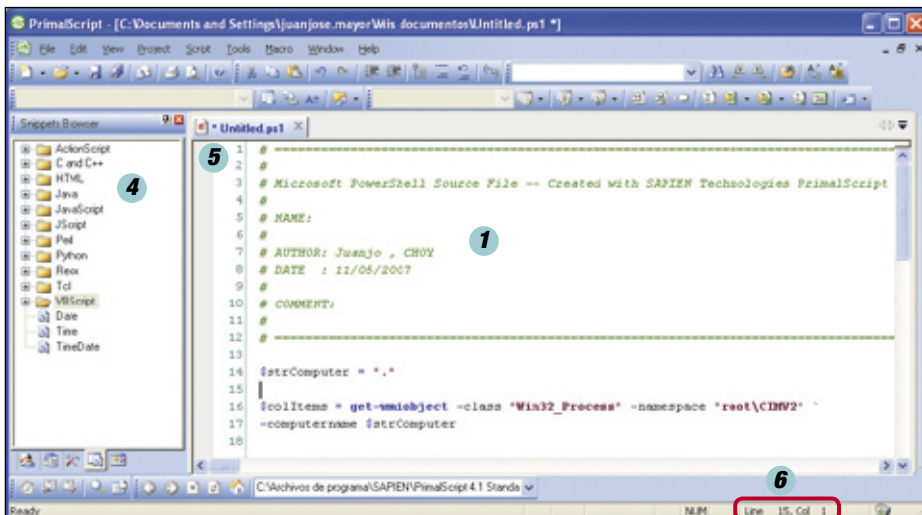 PrimalScript - [C:\Documents and Settings\juanjose.mayor\Mis documentos\Untitled.ps1 *]
File Edit View Project Script Tools Macro Window Help
Snippets Browser
* Untitled.ps1
ActionScript
C and C++
HTML
Java
JavaScript
JScript
Perl
Python
Rexx
Tcl
VBScript
Date
Time
TimeDate
4
5
1
1 # ==============================================================================
2 #
3 # Microsoft PowerShell Source File -- Created with SAPIEN Technologies PrimalScript
4 #
5 # NAME:
6 #
7 # AUTHOR: Juanjo , CHOY
8 # DATE : 11/05/2007
9 #
10 # COMMENT:
11 #
12 # ==============================================================================
13
14 $strComputer = "."
15
16 $colItems = get-wmiobject -class "Win32_Process" -namespace "root\CIMV2" `
17 -computername $strComputer
18
C:\Archivos de programa\SAPIEN\PrimalScript 4.1 Standa
6
Ready
NUM
Line 15, Col 1